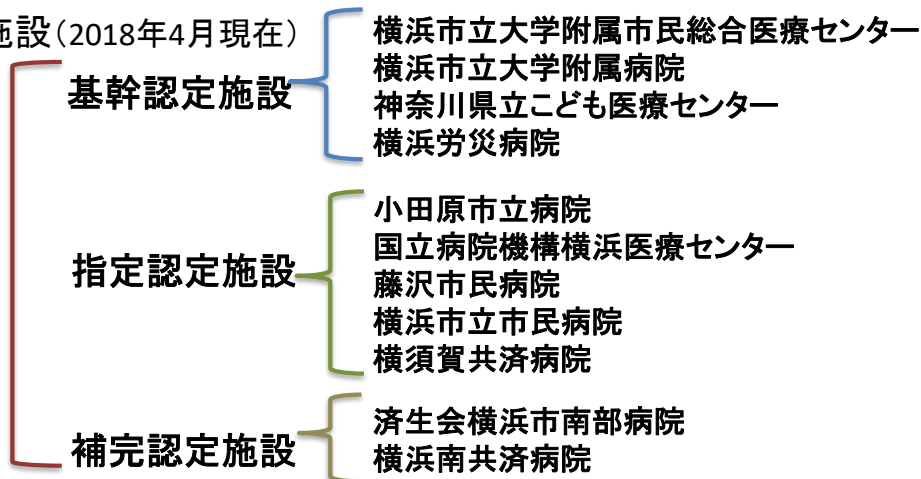 施設（2018年4月現在）
基幹認定施設
横浜市立大学附属市民総合医療センター
横浜市立大学附属病院
神奈川県立こども医療センター
横浜労災病院
指定認定施設
小田原市立病院
国立病院機構横浜医療センター
藤沢市民病院
横浜市立市民病院
横須賀共済病院
補完認定施設
済生会横浜市南部病院
横浜南共済病院